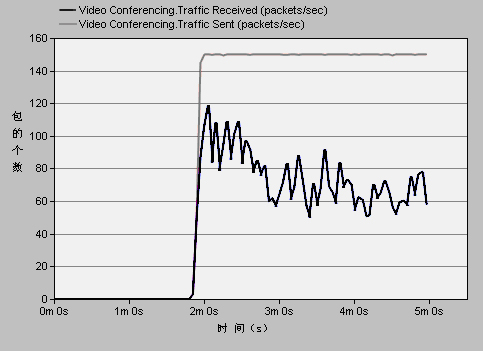 Video Conferencing.Traffic Received (packets/sec)
Video Conferencing.Traffic Sent (packets/sec)
160
140
120
100
80
60
40
20
0
包的个数
0m 0s 1m 0s 2m 0s 3m 0s 4m 0s 5m 0s
时 间 (s)